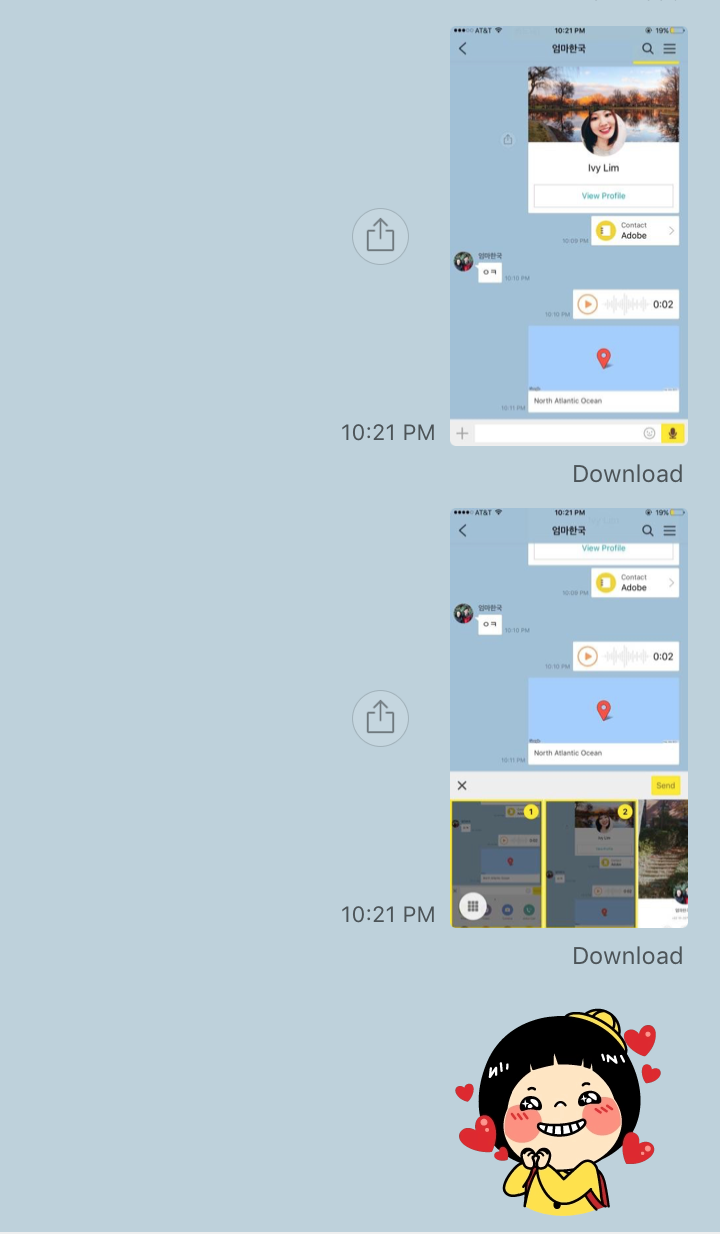 AT&T 10:21 PM 19%
엄마한국
Ivy Lim
View Profile
Contact
Adobe
10:09 PM
엄마한국
ㅇㅋ
10:10 PM
0:02
10:10 PM
North Atlantic Ocean
10:11 PM
10:21 PM
Download
AT&T 10:21 PM 19%
엄마한국
View Profile
Contact
Adobe
10:09 PM
엄마한국
ㅇㅋ
10:10 PM
0:02
10:10 PM
North Atlantic Ocean
10:11 PM
Send
1 2
Ivy Lim
10:21 PM
Download